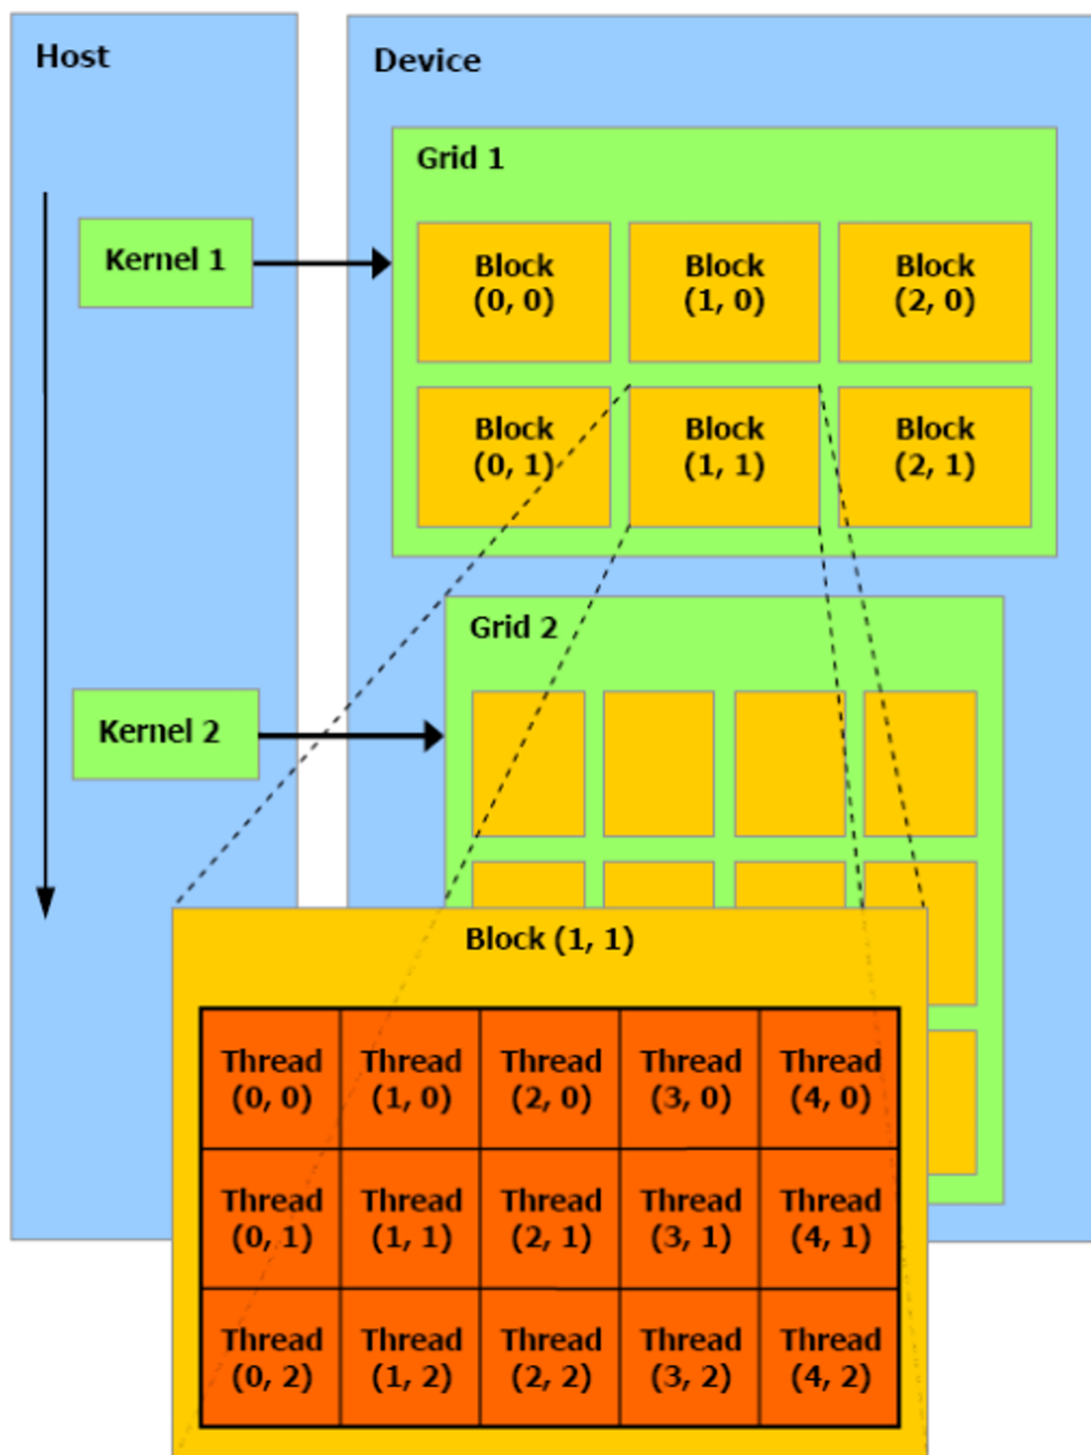 Host
Device
Grid 1
Kernel 1
Block
(0, 0)
Block
(1, 0)
Block
(2, 0)
Block
(0, 1)
Block
(1, 1)
Block
(2, 1)
Grid 2
Kernel 2
Block (1, 1)
Thread
(0, 0)
Thread
(1, 0)
Thread
(2, 0)
Thread
(3, 0)
Thread
(4, 0)
Thread
(0, 1)
Thread
(1, 1)
Thread
(2, 1)
Thread
(3, 1)
Thread
(4, 1)
Thread
(0, 2)
Thread
(1, 2)
Thread
(2, 2)
Thread
(3, 2)
Thread
(4, 2)